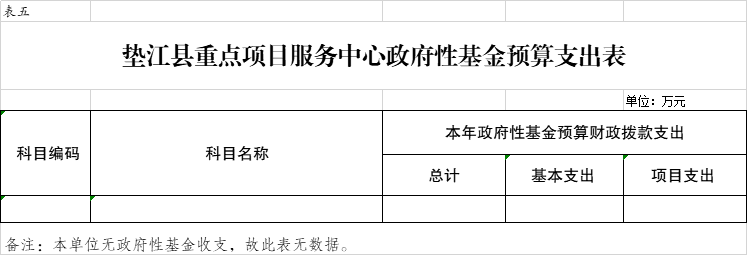 表五
垫江县重点项目服务中心政府性基金预算支出表
单位：万元
科目编码
科目名称
本年政府性基金预算财政拨款支出
总计
基本支出
项目支出
备注：本单位无政府性基金收支，故此表无数据。